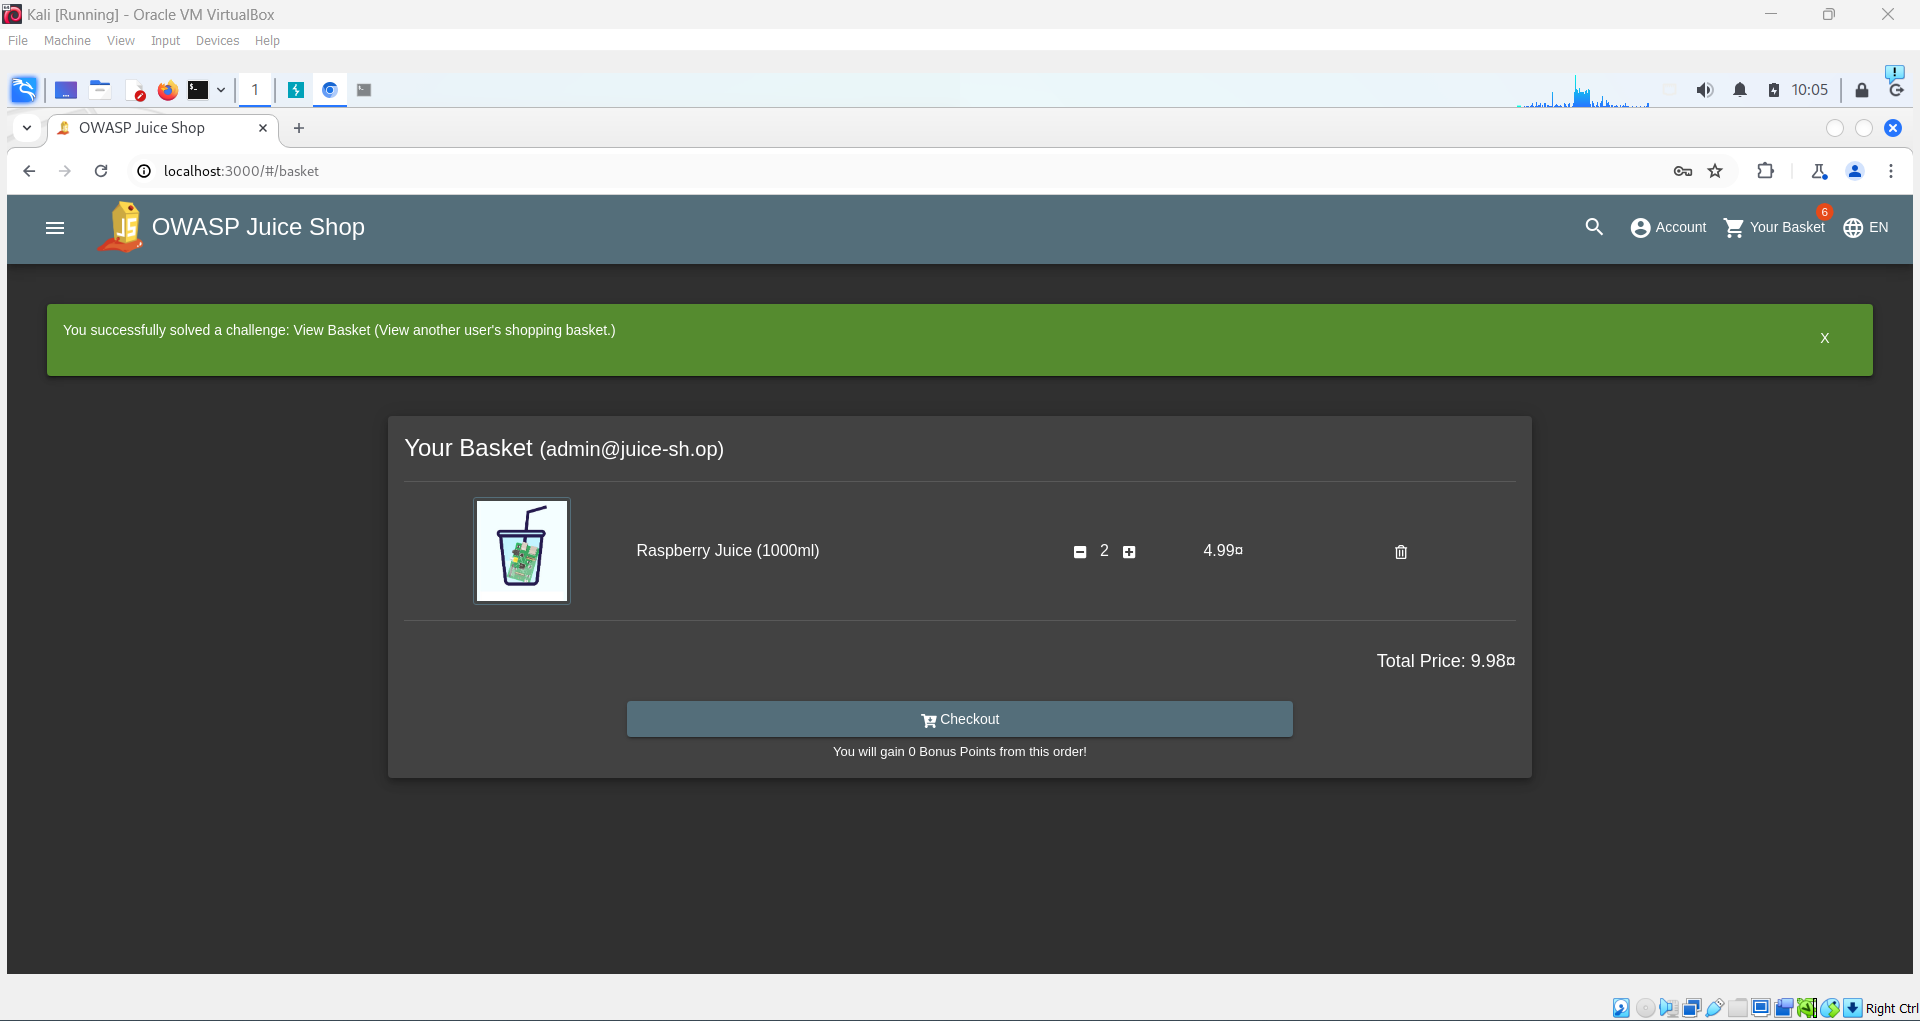 Kali [Running] - Oracle VM VirtualBox
File Machine View Input Devices Help
1
10:05
OWASP Juice Shop
localhost:3000/#/basket
OWASP Juice Shop
Account
Your Basket
6
EN
You successfully solved a challenge: View Basket (View another user's shopping basket.)
X
Your Basket (admin@juice-sh.op)
Raspberry Juice (1000ml)
2
4.99¤
Total Price: 9.98¤
Checkout
You will gain 0 Bonus Points from this order!
Right Ctrl